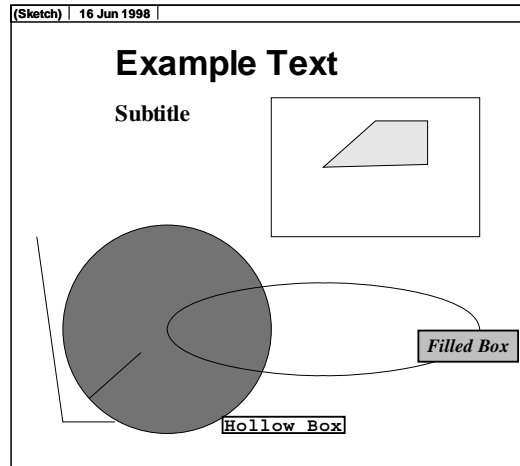 (Sketch) 16 Jun 1998
Example Text
Subtitle
Filled Box
Hollow Box